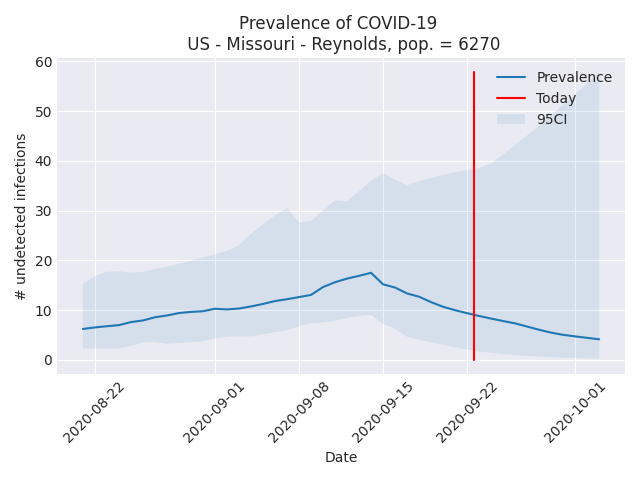 Prevalence of COVID-19
US - Missouri - Reynolds, pop. = 6270
# undetected infections
60
50
40
30
20
10
0
Prevalence
Today
95CI
2020-08-22
2020-09-01
2020-09-08
2020-09-15
2020-09-22
2020-10-01
Date